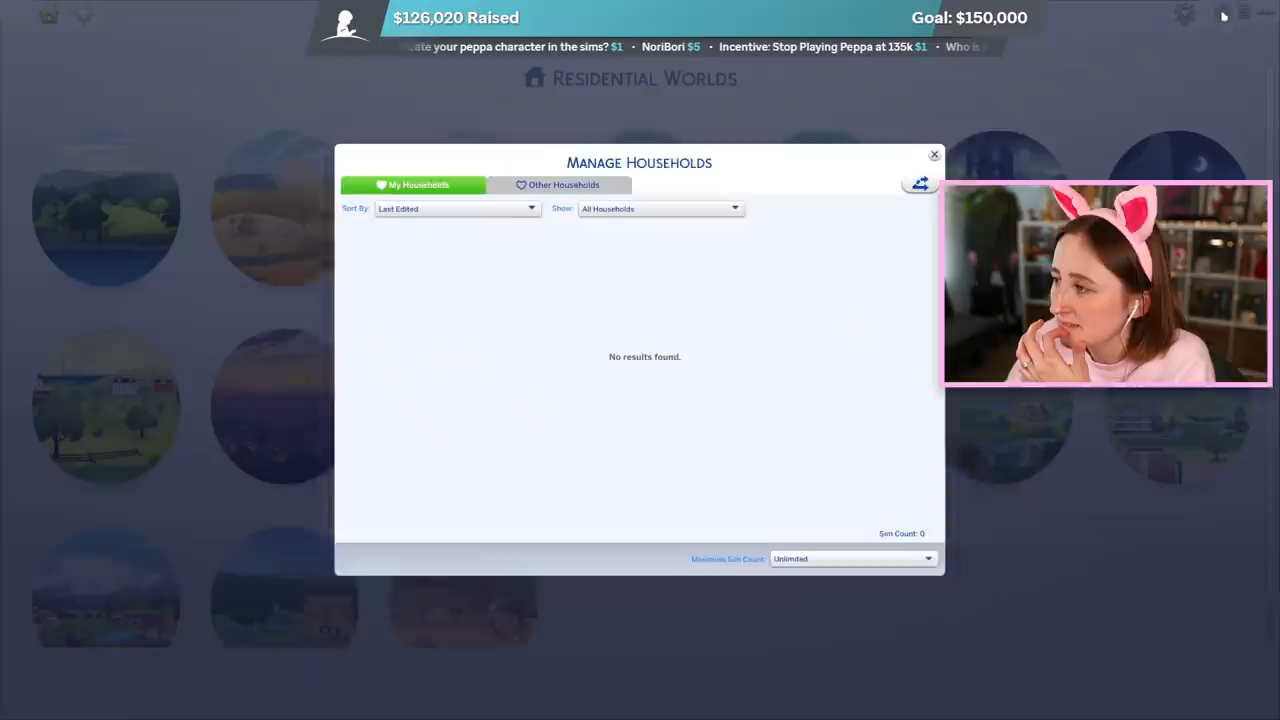 $126,020 Raised
Goal: $150,000
ate your peppa character in the sims? $1 • NoriBori $5 • Incentive: Stop Playing Peppa at 135k $1 • Who is
RESIDENTIAL WORLDS
MANAGE HOUSEHOLDS
My Households
Other Households
Sort By: Last Edited
Show: All Households
No results found.
Sim Count: 0
Maximum Sim Count: Unlimited